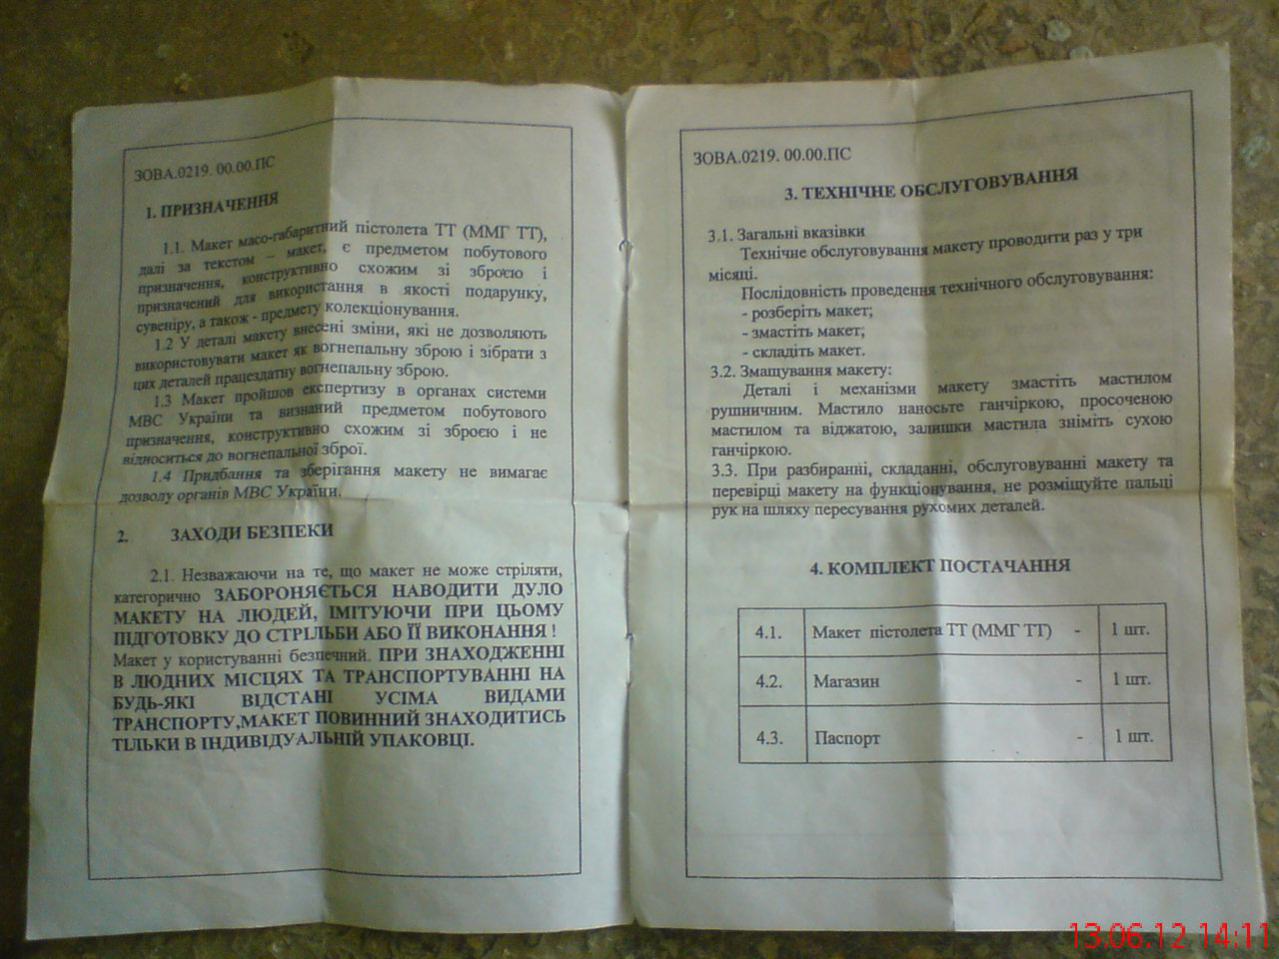 ЗОВА.0219. 00.00.ПС
1. ПРИЗНАЧЕННЯ
1.1. Макет масо-габаритний пістолета ТТ (ММГ ТТ),
далі за текстом – макет, є предметом побутового
призначення, конструктивно схожим зі зброєю і
призначений для використання в якості подарунку,
сувеніру, а також - предмету колекціонування.
1.2 У деталі макету внесені зміни, які не дозволяють
використовувати макет як вогнепальну зброю і зібрати з
цих деталей працездатну вогнепальну зброю.
1.3 Макет пройшов експертизу в органах системи
МВС України та визнаний предметом побутового
призначення, конструктивно схожим зі зброєю і не
відноситься до вогнепальної зброї.
1.4 Придбання та зберігання макету не вимагає
дозволу органів МВС України.
2. ЗАХОДИ БЕЗПЕКИ
2.1. Незважаючи на те, що макет не може стріляти,
категорично ЗАБОРОНЯЄТЬСЯ НАВОДИТИ ДУЛО
МАКЕТУ НА ЛЮДЕЙ, ІМІТУЮЧИ ПРИ ЦЬОМУ
ПІДГОТОВКУ ДО СТРІЛЬБИ АБО ЇЇ ВИКОНАННЯ !
Макет у користуванні безпечний. ПРИ ЗНАХОДЖЕННІ
В ЛЮДНИХ МІСЦЯХ ТА ТРАНСПОРТУВАННІ НА
БУДЬ-ЯКІ ВІДСТАНІ УСІМА ВИДАМИ
ТРАНСПОРТУ,МАКЕТ ПОВИННИЙ ЗНАХОДИТИСЬ
ТІЛЬКИ В ІНДИВІДУАЛЬНІЙ УПАКОВЦІ.
ЗОВА.0219. 00.00.ПС
3. ТЕХНІЧНЕ ОБСЛУГОВУВАННЯ
3.1. Загальні вказівки
Технічне обслуговування макету проводити раз у три
місяці.
Послідовність проведення технічного обслуговування:
- розберіть макет;
- змастіть макет;
- складіть макет.
3.2. Змащування макету:
Деталі і механізми макету змастіть мастилом
рушничним. Мастило наносьте ганчіркою, просоченою
мастилом та віджатою, залишки мастила зніміть сухою
ганчіркою.
3.3. При разбиранні, складанні, обслуговуванні макету та
перевірці макету на функціонування, не розміщуйте пальці
рук на шляху пересування рухомих деталей.
4. КОМПЛЕКТ ПОСТАЧАННЯ
4.1. Макет пістолета ТТ (ММГ ТТ) - 1 шт.
4.2. Магазин - 1 шт.
4.3. Паспорт - 1 шт.
13.06.12 14:11